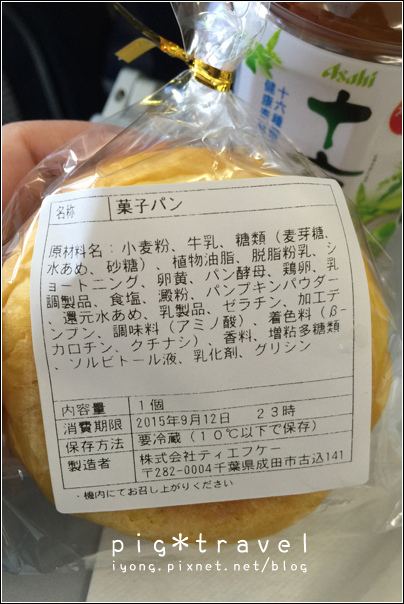 Asahi
十六
十六種
健康素材
名称
菓子パン
原材料名：小麦粉、牛乳、糖類（麦芽糖、
水あめ、砂糖）、植物油脂、脱脂粉乳、シ
ョートニング、卵黄、パン酵母、鶏卵、乳
調製品、食塩、澱粉、パンプキンパウダー
、還元水あめ、乳製品、ゼラチン、加工デ
ンプン、調味料（アミノ酸）、着色料（β-
カロチン、クチナシ）、香料、増粘多糖類
、ソルビトール液、乳化剤、グリシン
内容量 1個
消費期限 2015年9月12日 23時
保存方法 要冷蔵（10℃以下で保存）
製造者 株式会社ティエフケー
〒282-0004千葉県成田市古込141
・機内にてお召し上がりください
pig*travel
iyong.pixnet.net/blog